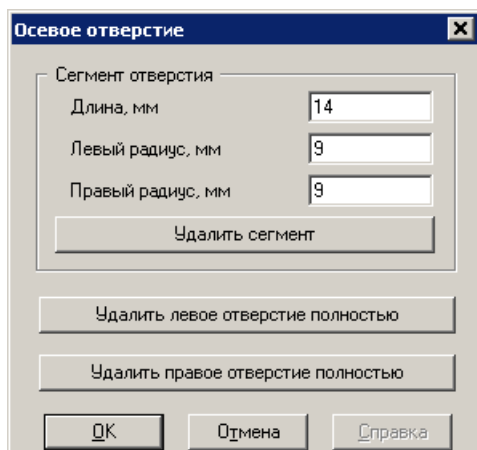 Осевое отверстие
Сегмент отверстия
Длина, мм 14
Левый радиус, мм 9
Правый радиус, мм 9
Удалить сегмент
Удалить левое отверстие полностью
Удалить правое отверстие полностью
OK Отмена Справка